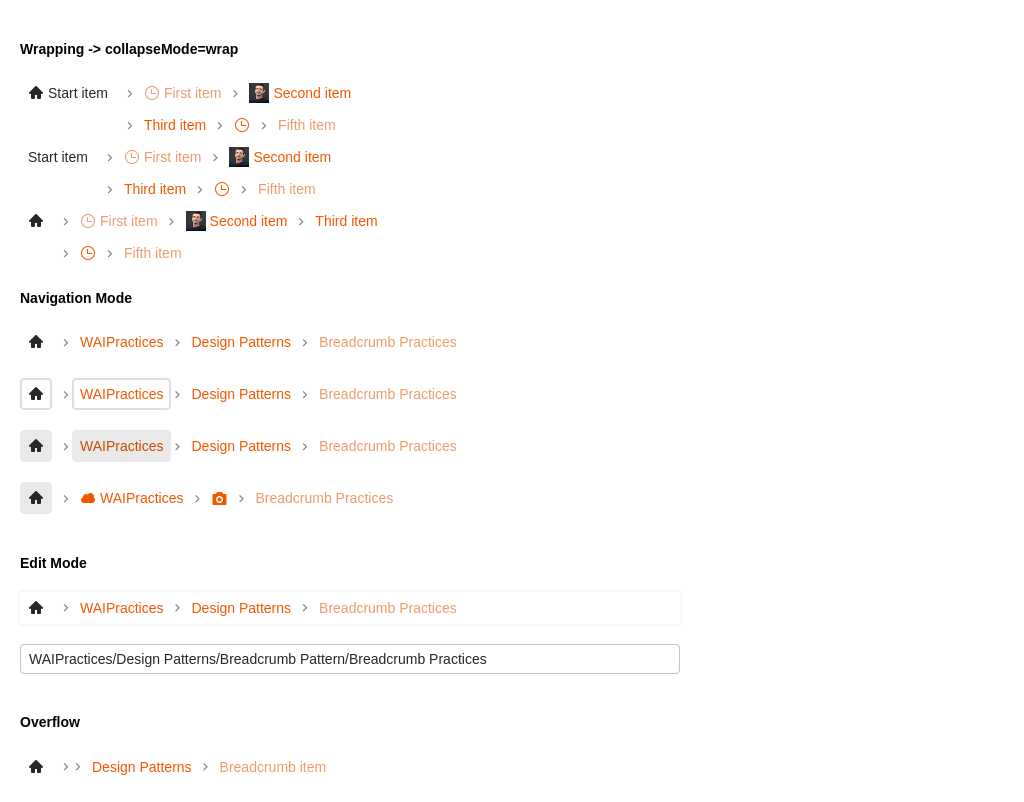 Wrapping -> collapseMode=wrap
Start item First item Second item
Third item Fifth item
Start item First item Second item
Third item Fifth item
First item Second item Third item
Fifth item
Navigation Mode
WAIPractices Design Patterns Breadcrumb Practices
WAIPractices Design Patterns Breadcrumb Practices
WAIPractices Design Patterns Breadcrumb Practices
WAIPractices Breadcrumb Practices
Edit Mode
WAIPractices Design Patterns Breadcrumb Practices
WAIPractices/Design Patterns/Breadcrumb Pattern/Breadcrumb Practices
Overflow
Design Patterns Breadcrumb item